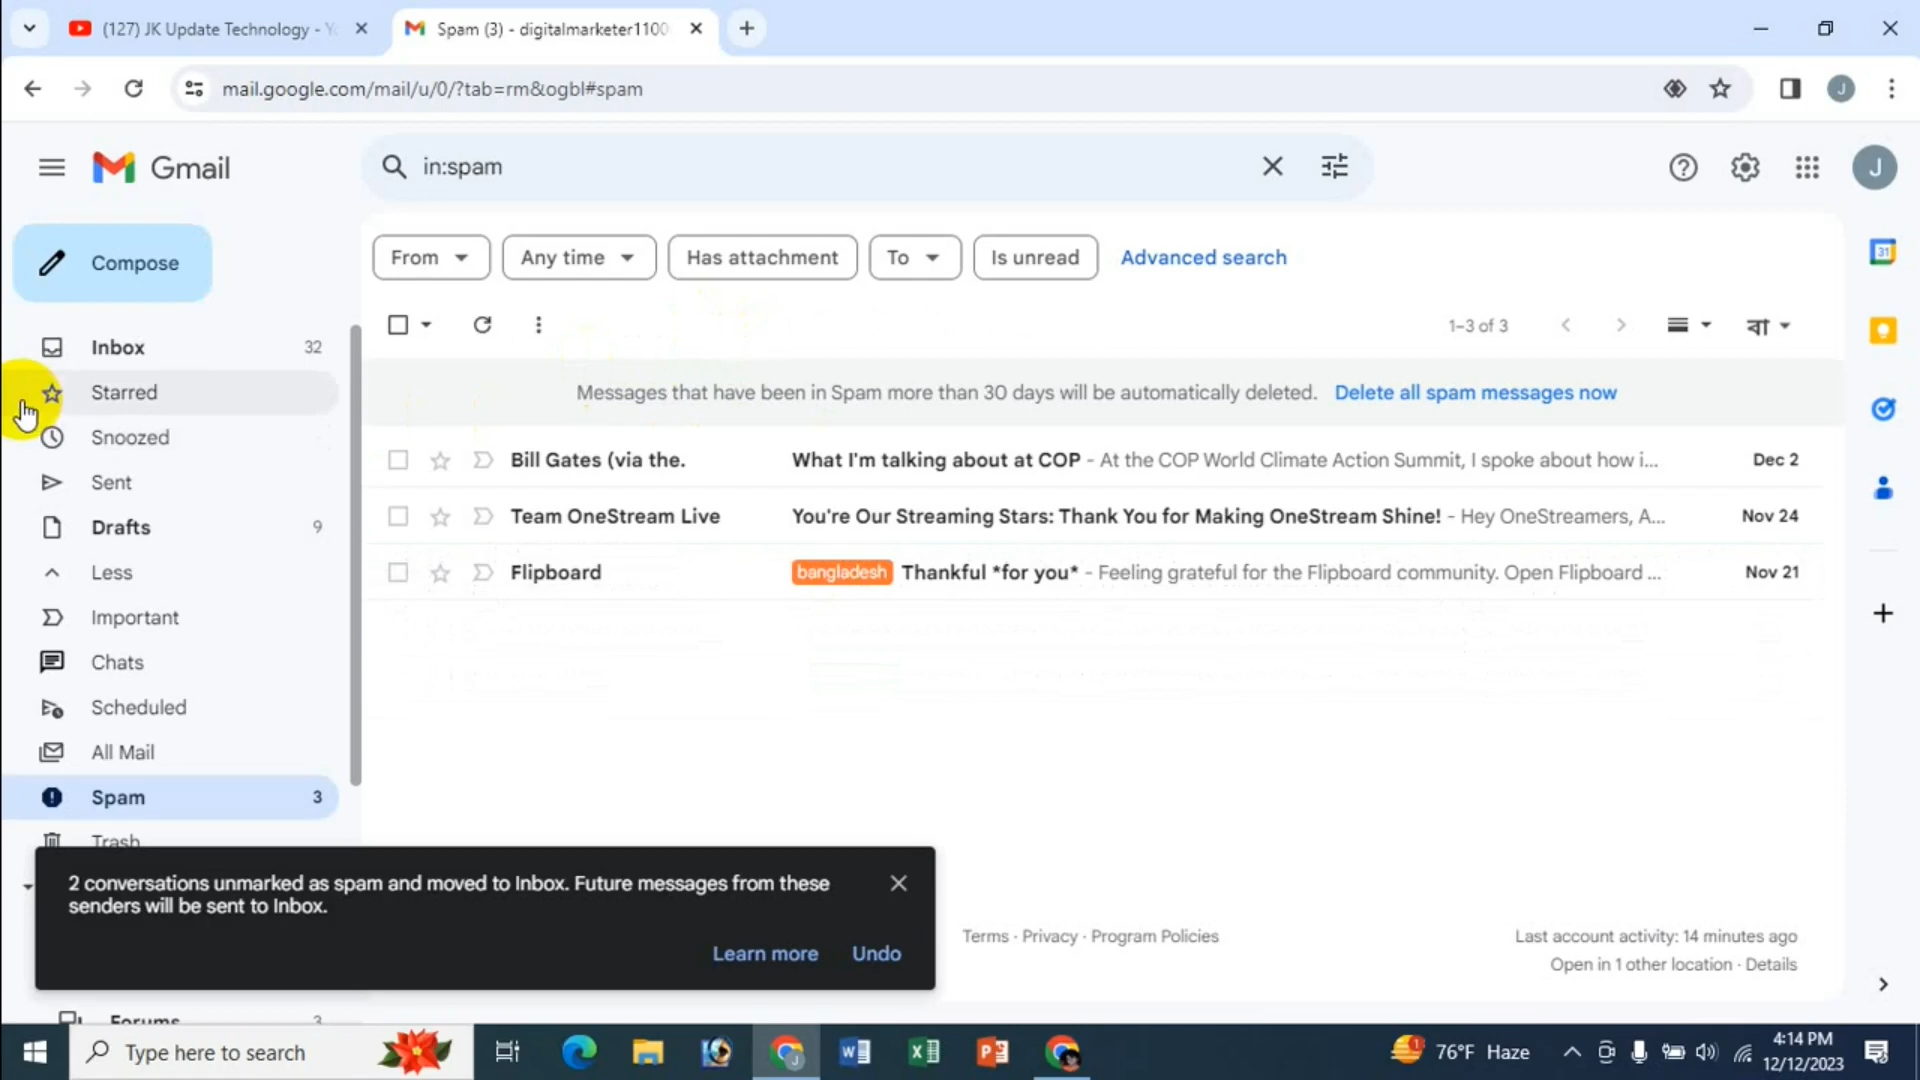 (127) JK Update Technology - Y
Spam (3) - digitalmarketer1100
mail.google.com/mail/u/0/?tab=rm&ogbl#spam
J
Gmail
in:spam
J
Compose
From
Any time
Has attachment
To
Is unread
Advanced search
1–3 of 3
বা
31
Inbox 32
Starred
Snoozed
Sent
Drafts 9
Less
Important
Chats
Scheduled
All Mail
Spam 3
Trash
Messages that have been in Spam more than 30 days will be automatically deleted. Delete all spam messages now
Bill Gates (via the. What I'm talking about at COP - At the COP World Climate Action Summit, I spoke about how i... Dec 2
Team OneStream Live You're Our Streaming Stars: Thank You for Making OneStream Shine! - Hey OneStreamers, A... Nov 24
Flipboard bangladesh Thankful *for you* - Feeling grateful for the Flipboard community. Open Flipboard ... Nov 21
2 conversations unmarked as spam and moved to Inbox. Future messages from these
senders will be sent to Inbox.
Learn more Undo
Terms · Privacy · Program Policies
Last account activity: 14 minutes ago
Open in 1 other location · Details
Forums 3
Type here to search
76°F Haze
4:14 PM
12/12/2023